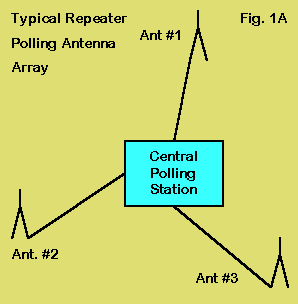 Typical Repeater
Polling Antenna
Array
Fig. 1A
Ant #1
Central
Polling
Station
Ant. #2
Ant #3